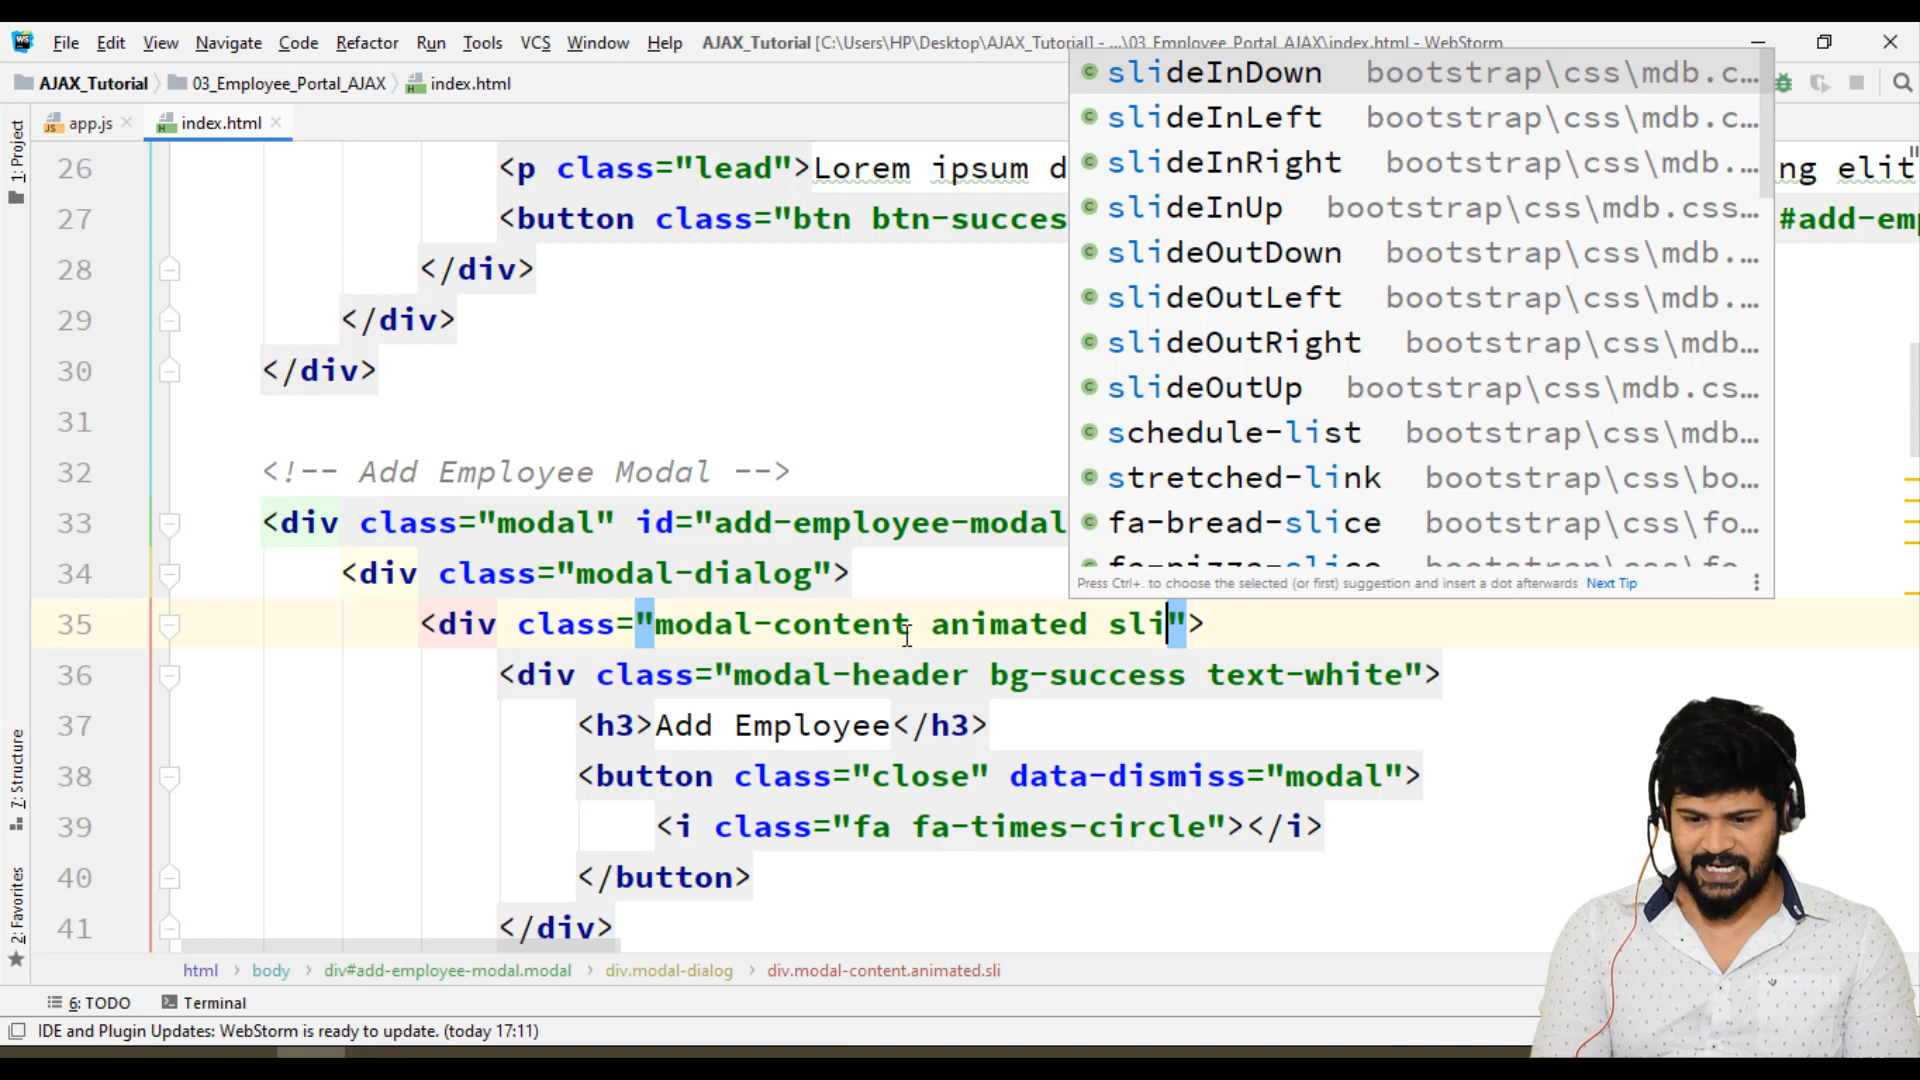 File Edit View Navigate Code Refactor Run Tools VCS Window Help AJAX_Tutorial [C:\Users\HP\Desktop\AJAX_Tutorial] - ...\03_Employee_Portal_AJAX\index.html - WebStorm
AJAX_Tutorial 03_Employee_Portal_AJAX index.html
app.js index.html
1: Project
7: Structure
2: Favorites
slideInDown bootstrap\css\mdb.c…
slideInLeft bootstrap\css\mdb.c…
slideInRight bootstrap\css\mdb.…
slideInUp bootstrap\css\mdb.css…
slideOutDown bootstrap\css\mdb.…
slideOutLeft bootstrap\css\mdb.…
slideOutRight bootstrap\css\mdb…
slideOutUp bootstrap\css\mdb.cs…
schedule-list bootstrap\css\mdb…
stretched-link bootstrap\css\bo…
fa-bread-slice bootstrap\css\fo…
fa-pizza-slice bootstrap\css\fo…
Press Ctrl+. to choose the selected (or first) suggestion and insert a dot afterwards Next Tip
26 <p class="lead">Lorem ipsum d ng elit
27 <button class="btn btn-succes #add-emp
28 </div>
29 </div>
30 </div>
31
32 <!-- Add Employee Modal -->
33 <div class="modal" id="add-employee-modal
34 <div class="modal-dialog">
35 <div class="modal-content animated sli">
36 <div class="modal-header bg-success text-white">
37 <h3>Add Employee</h3>
38 <button class="close" data-dismiss="modal">
39 <i class="fa fa-times-circle"></i>
40 </button>
41 </div>
html body div#add-employee-modal.modal div.modal-dialog div.modal-content.animated.sli
6: TODO Terminal
IDE and Plugin Updates: WebStorm is ready to update. (today 17:11)